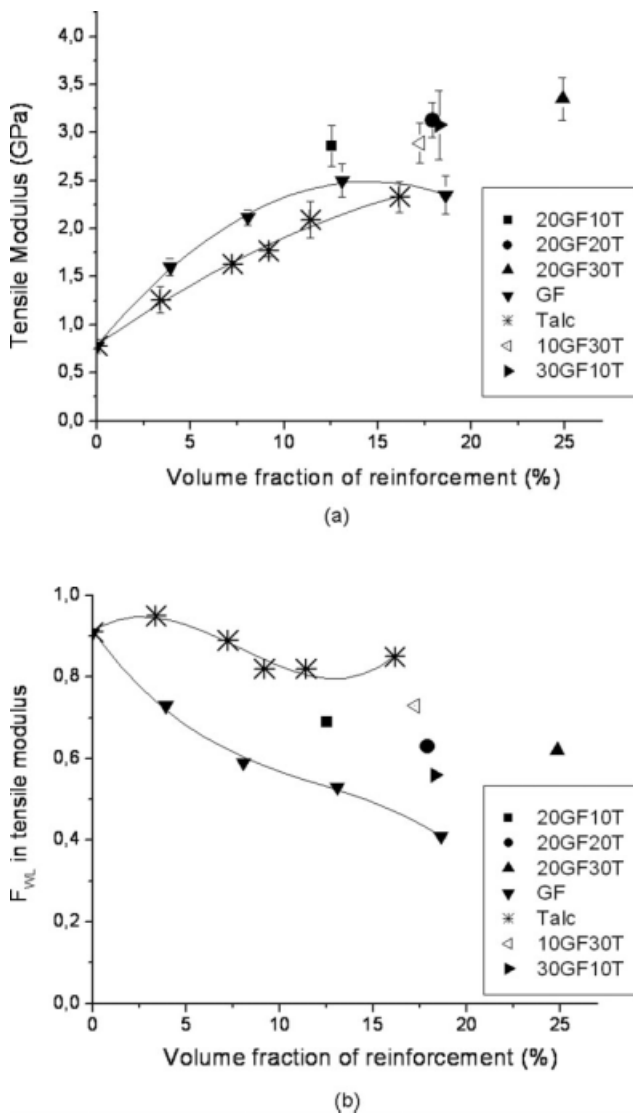 4,0
3,5
3,0
2,5
2,0
1,5
1,0
0,5
0,0
Tensile Modulus (GPa)
20GF10T
20GF20T
20GF30T
GF
Talc
10GF30T
30GF10T
0 5 10 15 20 25
Volume fraction of reinforcement (%)
(a)
1,0
0,8
0,6
0,4
0,2
0,0
F_WL in tensile modulus
20GF10T
20GF20T
20GF30T
GF
Talc
10GF30T
30GF10T
0 5 10 15 20 25
Volume fraction of reinforcement (%)
(b)